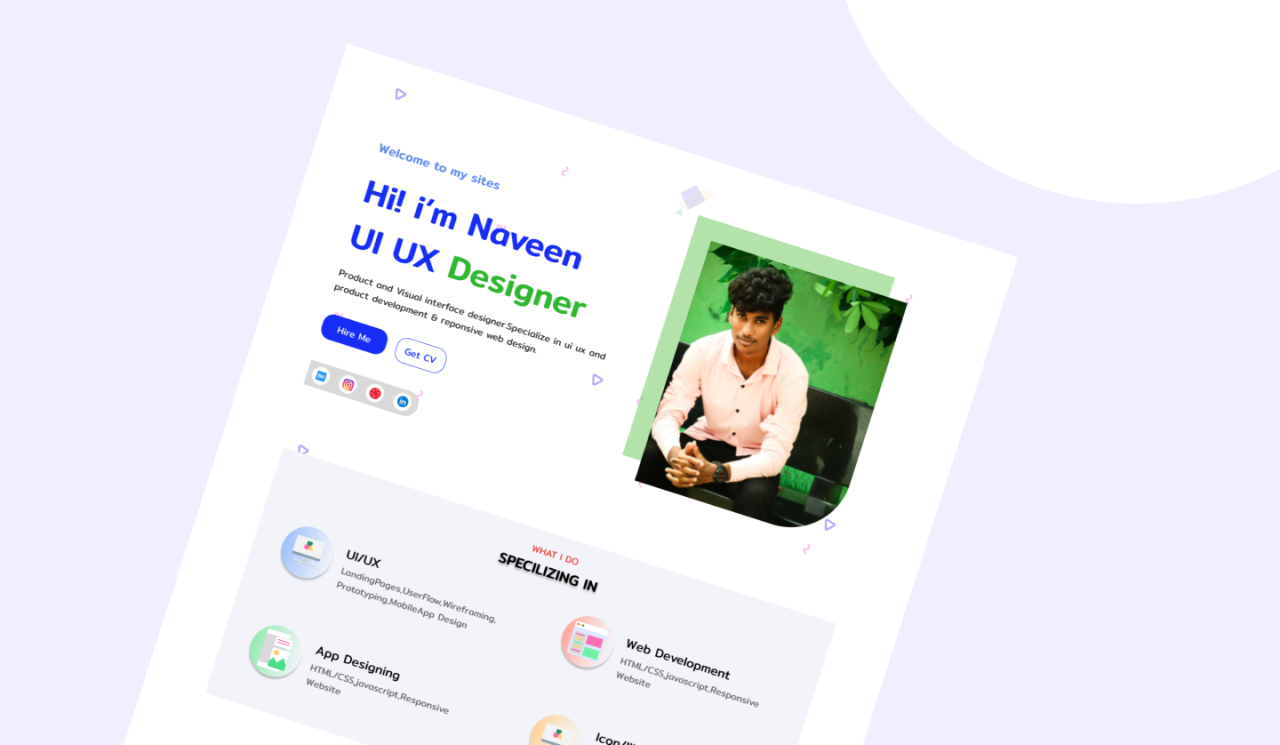 Welcome to my sites
Hi! i’m Naveen
UI UX Designer
Product and Visual interface designer.Specialize in ui ux and
product development & reponsive web design.
Hire Me
Get CV
WHAT I DO
SPECILIZING IN
UI/UX
LandingPages,UserFlow,Wireframing,
Prototyping,MobileApp Design
Web Development
HTML/CSS,javascript,Responsive
Website
App Designing
HTML/CSS,javascript,Responsive
Website